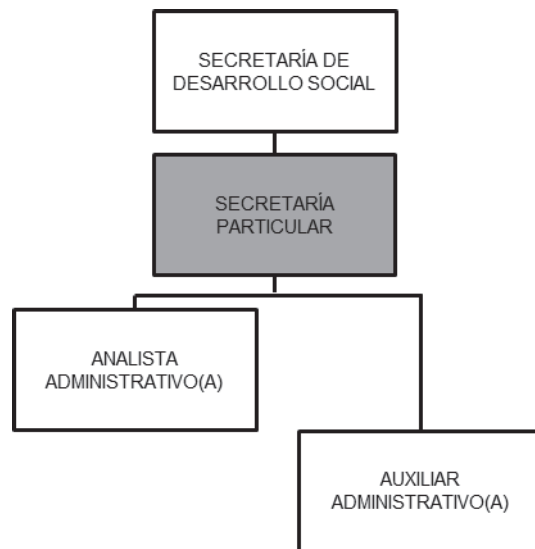 SECRETARÍA DE
DESARROLLO SOCIAL
SECRETARÍA
PARTICULAR
ANALISTA
ADMINISTRATIVO(A)
AUXILIAR
ADMINISTRATIVO(A)